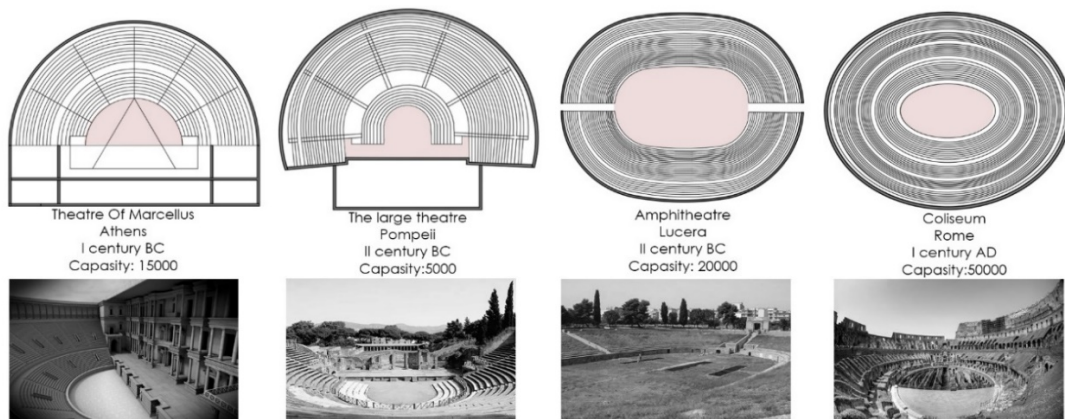 Theatre Of Marcellus
Athens
I century BC
Capasity: 15000
The large theatre
Pompeii
II century BC
Capasity:5000
Amphitheatre
Lucera
II century BC
Capasity: 20000
Coliseum
Rome
I century AD
Capasity:50000